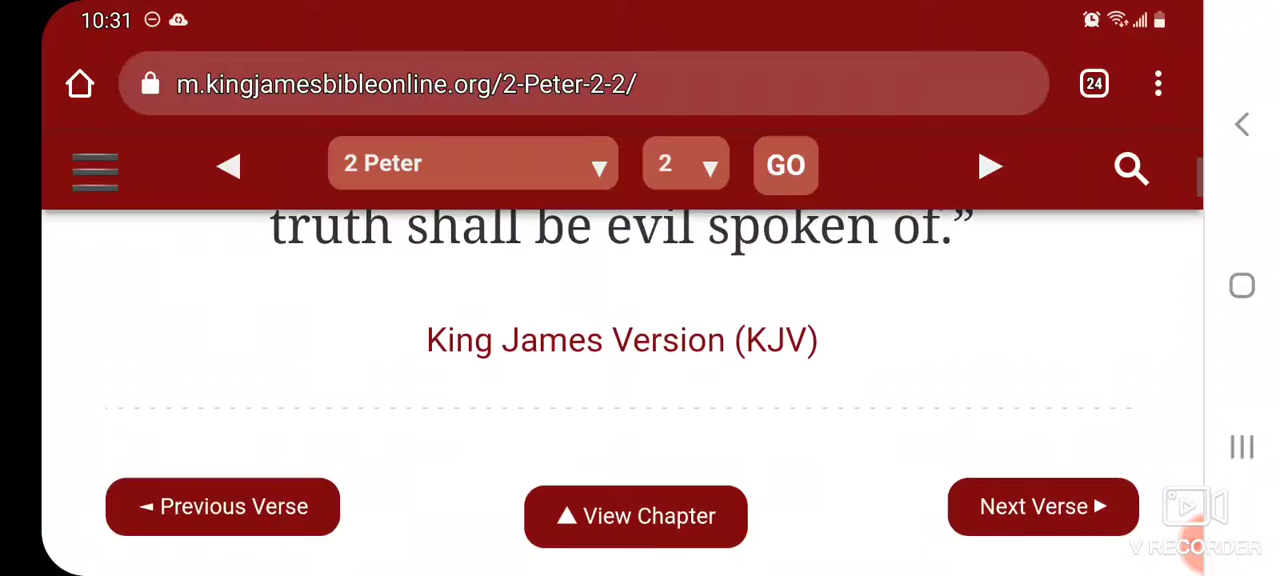 10:31
m.kingjamesbibleonline.org/2-Peter-2-2/
24
2 Peter
2
GO
truth shall be evil spoken of.”
King James Version (KJV)
◄ Previous Verse
▲ View Chapter
Next Verse ►
V RECORDER